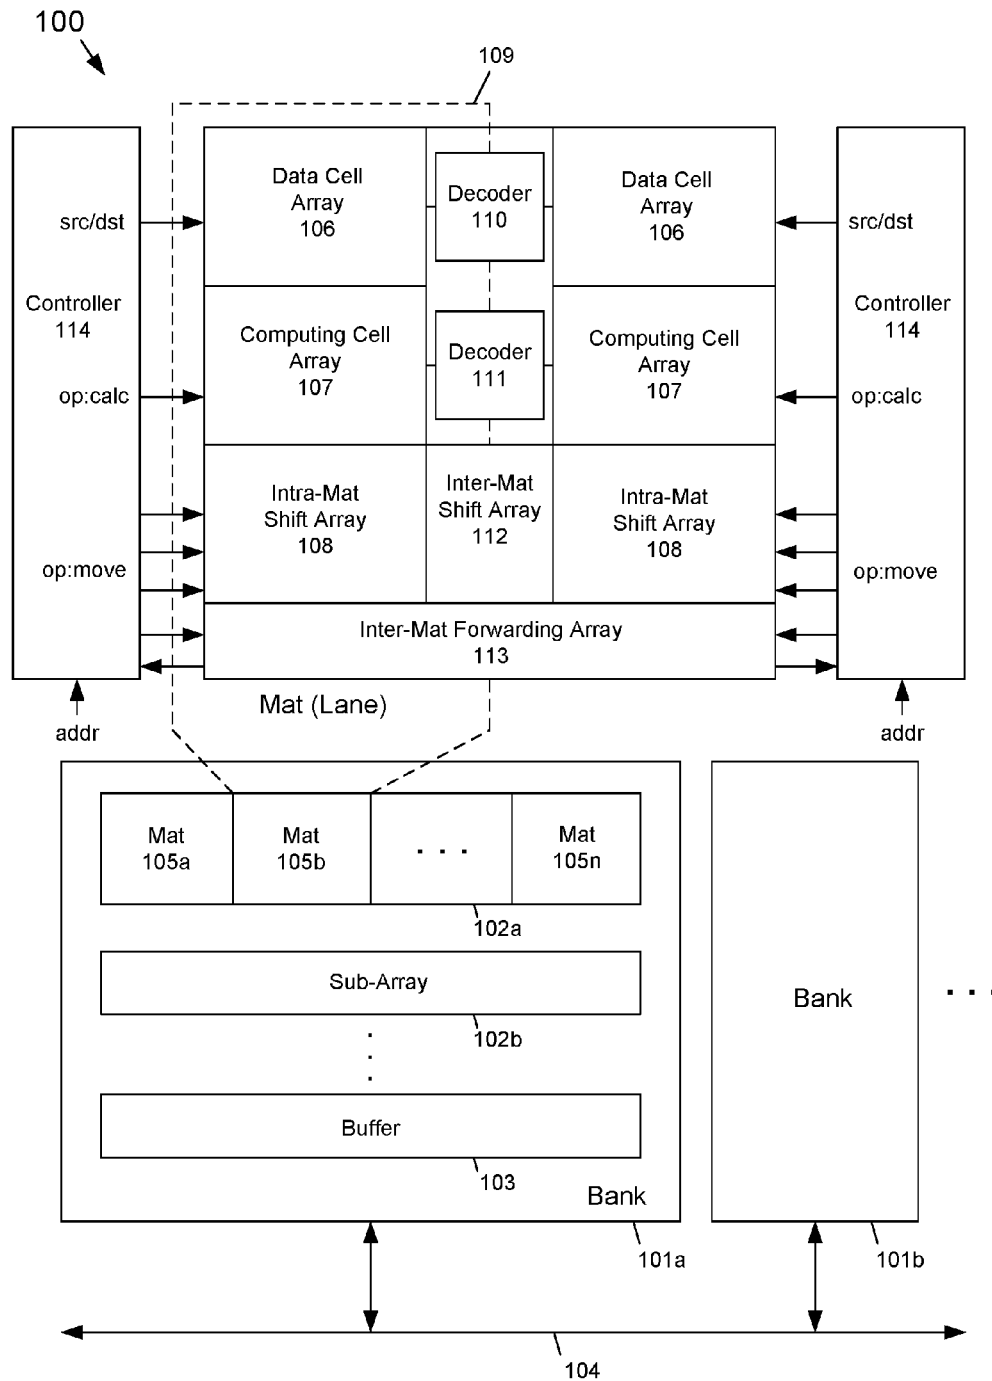 100
109
Data Cell
Array
106
Decoder
110
Data Cell
Array
106
src/dst
src/dst
Controller
114
Computing Cell
Array
107
Decoder
111
Computing Cell
Array
107
Controller
114
op:calc
op:calc
Intra-Mat
Shift Array
108
Inter-Mat
Shift Array
112
Intra-Mat
Shift Array
108
op:move
op:move
Inter-Mat Forwarding Array
113
Mat (Lane)
addr
addr
Mat
105a
Mat
105b
. . .
Mat
105n
102a
Sub-Array
102b
Buffer
103
Bank
101a
Bank
101b
. . .
104